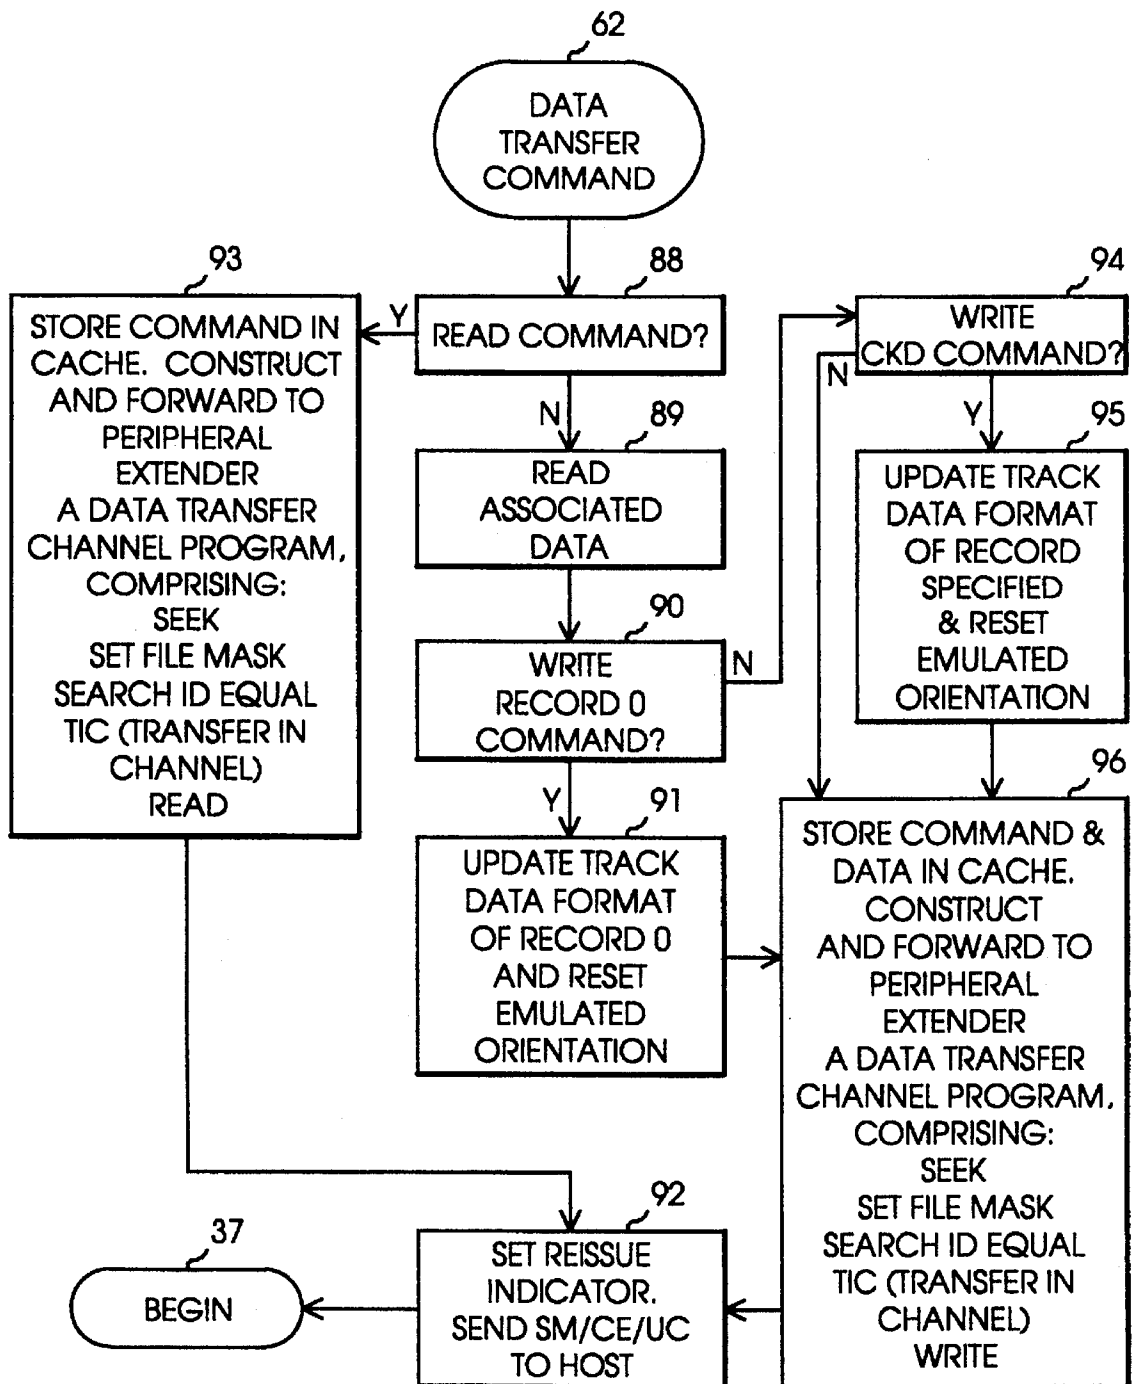 62
DATA
TRANSFER
COMMAND
93
STORE COMMAND IN
CACHE. CONSTRUCT
AND FORWARD TO
PERIPHERAL
EXTENDER
A DATA TRANSFER
CHANNEL PROGRAM,
COMPRISING:
SEEK
SET FILE MASK
SEARCH ID EQUAL
TIC (TRANSFER IN
CHANNEL)
READ
Y
88
READ COMMAND?
N
89
READ
ASSOCIATED
DATA
90
WRITE
RECORD 0
COMMAND?
N
Y
91
UPDATE TRACK
DATA FORMAT
OF RECORD 0
AND RESET
EMULATED
ORIENTATION
94
WRITE
CKD COMMAND?
N
Y
95
UPDATE TRACK
DATA FORMAT
OF RECORD
SPECIFIED
& RESET
EMULATED
ORIENTATION
96
STORE COMMAND &
DATA IN CACHE.
CONSTRUCT
AND FORWARD TO
PERIPHERAL
EXTENDER
A DATA TRANSFER
CHANNEL PROGRAM,
COMPRISING:
SEEK
SET FILE MASK
SEARCH ID EQUAL
TIC (TRANSFER IN
CHANNEL)
WRITE
92
SET REISSUE
INDICATOR.
SEND SM/CE/UC
TO HOST
37
BEGIN